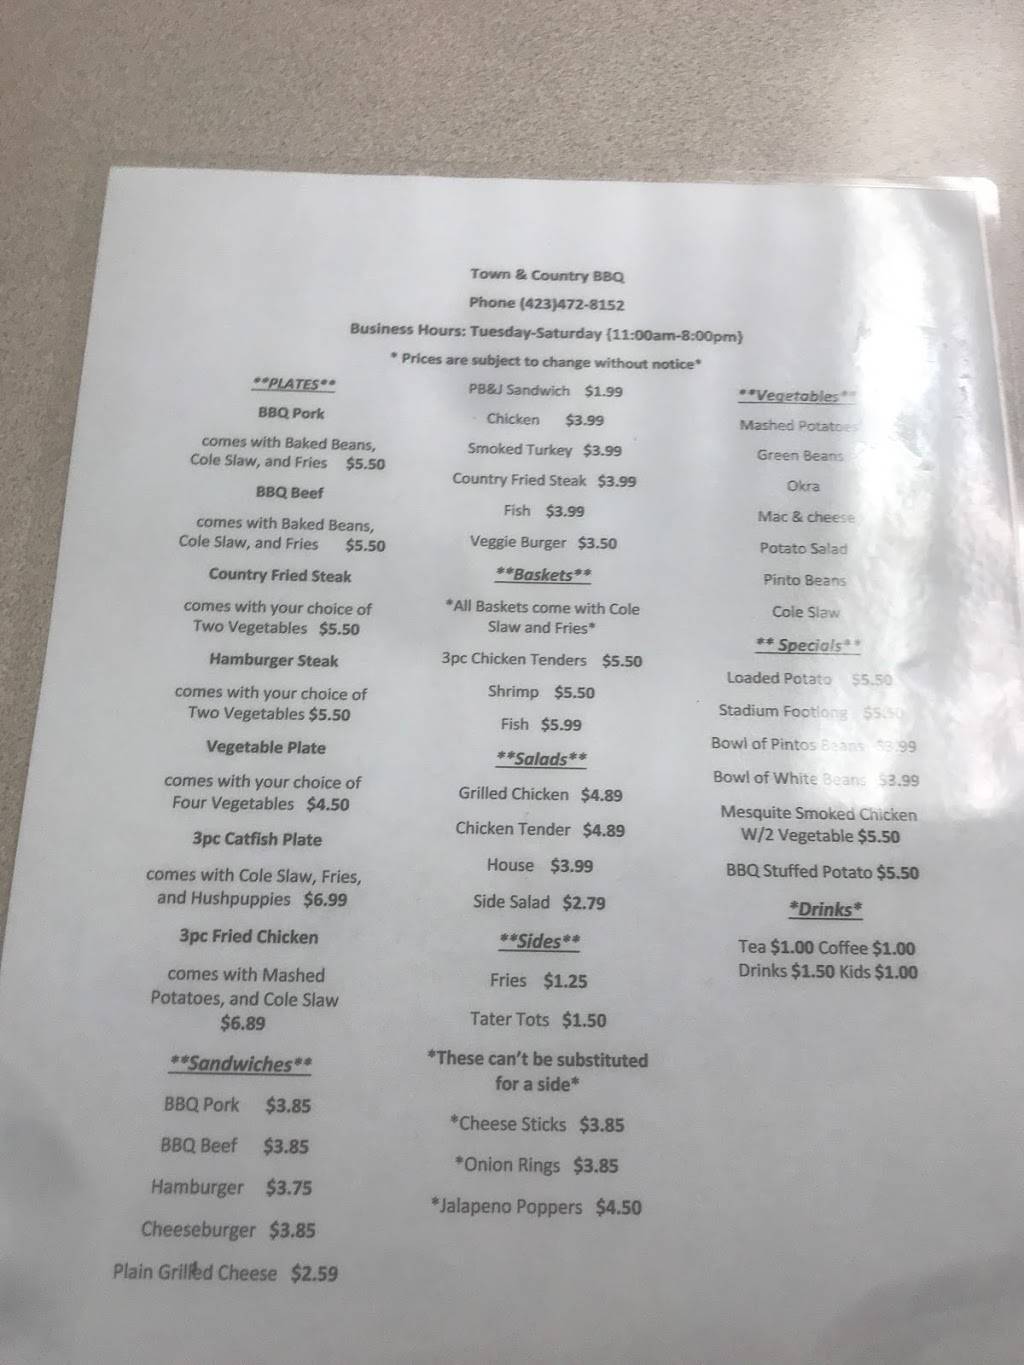 Town & Country BBQ
Phone (423)472-8152
Business Hours: Tuesday-Saturday {11:00am-8:00pm}
* Prices are subject to change without notice*
**PLATES**
BBQ Pork
comes with Baked Beans,
Cole Slaw, and Fries $5.50
BBQ Beef
comes with Baked Beans,
Cole Slaw, and Fries $5.50
Country Fried Steak
comes with your choice of
Two Vegetables $5.50
Hamburger Steak
comes with your choice of
Two Vegetables $5.50
Vegetable Plate
comes with your choice of
Four Vegetables $4.50
3pc Catfish Plate
comes with Cole Slaw, Fries,
and Hushpuppies $6.99
3pc Fried Chicken
comes with Mashed
Potatoes, and Cole Slaw
$6.89
**Sandwiches**
BBQ Pork $3.85
BBQ Beef $3.85
Hamburger $3.75
Cheeseburger $3.85
Plain Grilled Cheese $2.59
PB&J Sandwich $1.99
Chicken $3.99
Smoked Turkey $3.99
Country Fried Steak $3.99
Fish $3.99
Veggie Burger $3.50
**Baskets**
*All Baskets come with Cole
Slaw and Fries*
3pc Chicken Tenders $5.50
Shrimp $5.50
Fish $5.99
**Salads**
Grilled Chicken $4.89
Chicken Tender $4.89
House $3.99
Side Salad $2.79
**Sides**
Fries $1.25
Tater Tots $1.50
*These can't be substituted
for a side*
*Cheese Sticks $3.85
*Onion Rings $3.85
*Jalapeno Poppers $4.50
**Vegetables**
Mashed Potatoes
Green Beans
Okra
Mac & cheese
Potato Salad
Pinto Beans
Cole Slaw
** Specials**
Loaded Potato $5.50
Stadium Footlong $5.50
Bowl of Pintos Beans $3.99
Bowl of White Beans $3.99
Mesquite Smoked Chicken
W/2 Vegetable $5.50
BBQ Stuffed Potato $5.50
*Drinks*
Tea $1.00 Coffee $1.00
Drinks $1.50 Kids $1.00